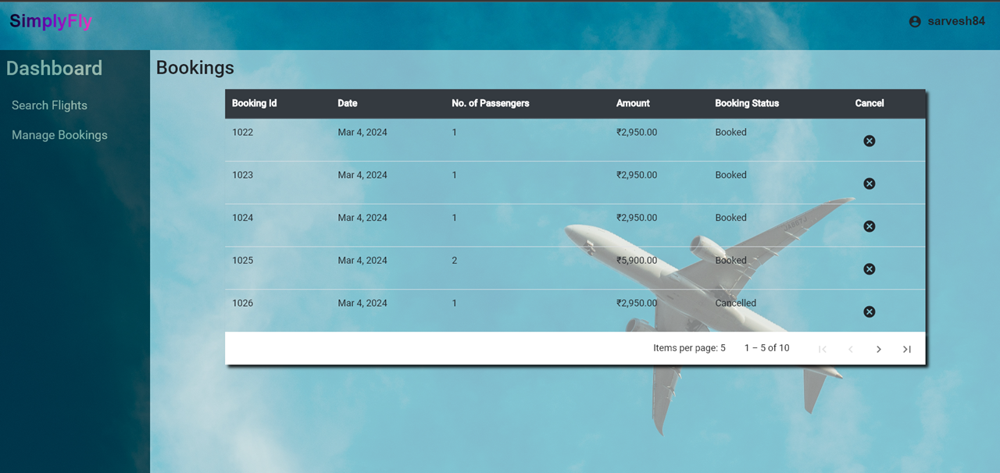 SimplyFly
sarvesh84
Dashboard
Search Flights
Manage Bookings
Bookings
Booking Id Date No. of Passengers Amount Booking Status Cancel
1022 Mar 4, 2024 1 ₹2,950.00 Booked
1023 Mar 4, 2024 1 ₹2,950.00 Booked
1024 Mar 4, 2024 1 ₹2,950.00 Booked
1025 Mar 4, 2024 2 ₹5,900.00 Booked
1026 Mar 4, 2024 1 ₹2,950.00 Cancelled
Items per page: 5 1 – 5 of 10